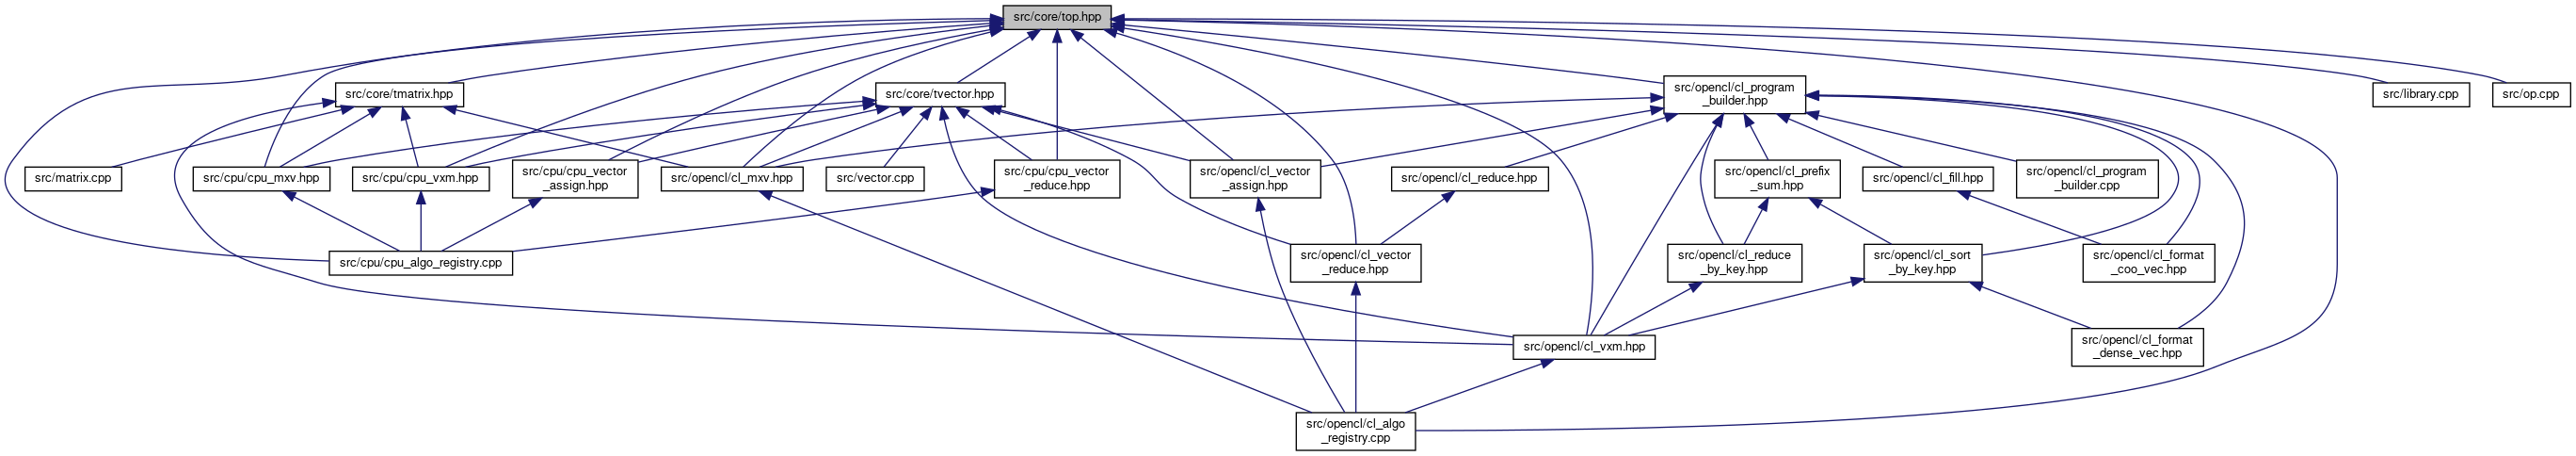 src/core/top.hpp
src/core/tmatrix.hpp
src/core/tvector.hpp
src/opencl/cl_program
_builder.hpp
src/library.cpp
src/op.cpp
src/matrix.cpp
src/cpu/cpu_mxv.hpp
src/cpu/cpu_vxm.hpp
src/cpu/cpu_vector
_assign.hpp
src/opencl/cl_mxv.hpp
src/vector.cpp
src/cpu/cpu_vector
_reduce.hpp
src/opencl/cl_vector
_assign.hpp
src/opencl/cl_reduce.hpp
src/opencl/cl_prefix
_sum.hpp
src/opencl/cl_fill.hpp
src/opencl/cl_program
_builder.cpp
src/cpu/cpu_algo_registry.cpp
src/opencl/cl_vector
_reduce.hpp
src/opencl/cl_reduce
_by_key.hpp
src/opencl/cl_sort
_by_key.hpp
src/opencl/cl_format
_coo_vec.hpp
src/opencl/cl_vxm.hpp
src/opencl/cl_format
_dense_vec.hpp
src/opencl/cl_algo
_registry.cpp